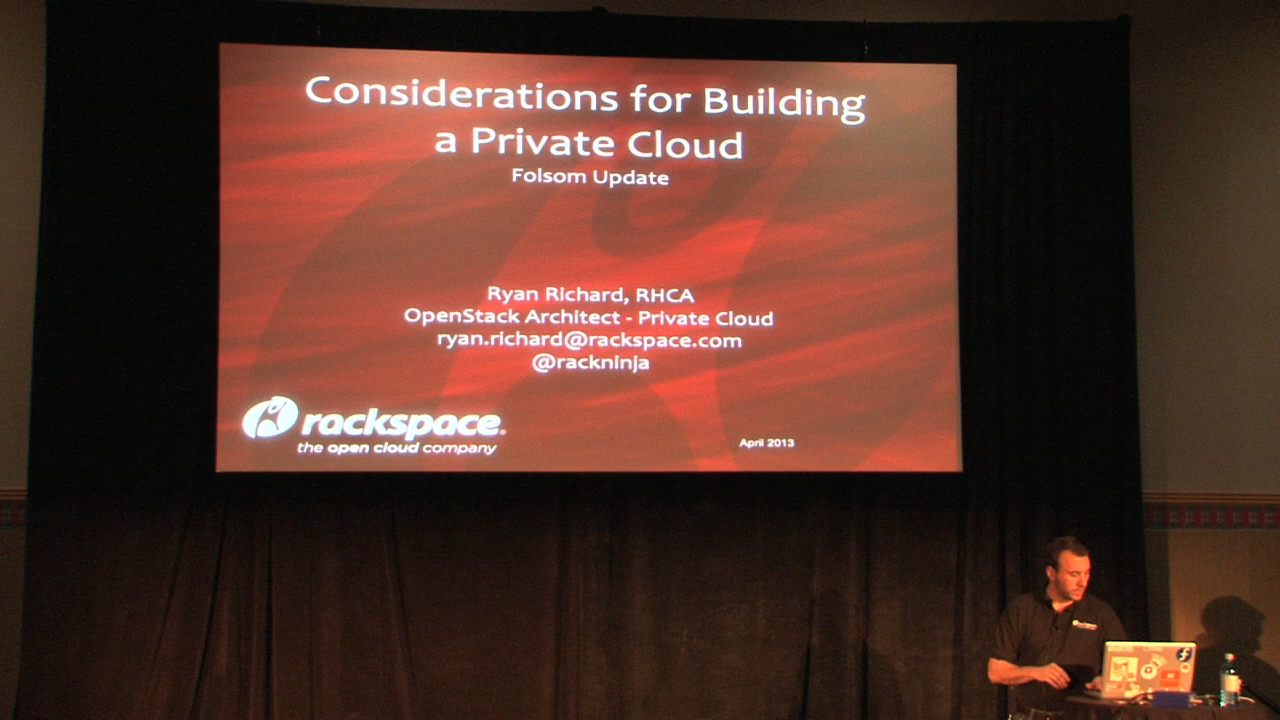 Considerations for Building
a Private Cloud
Folsom Update
Ryan Richard, RHCA
OpenStack Architect - Private Cloud
ryan.richard@rackspace.com
@rackninja
rackspace.
the open cloud company
April 2013